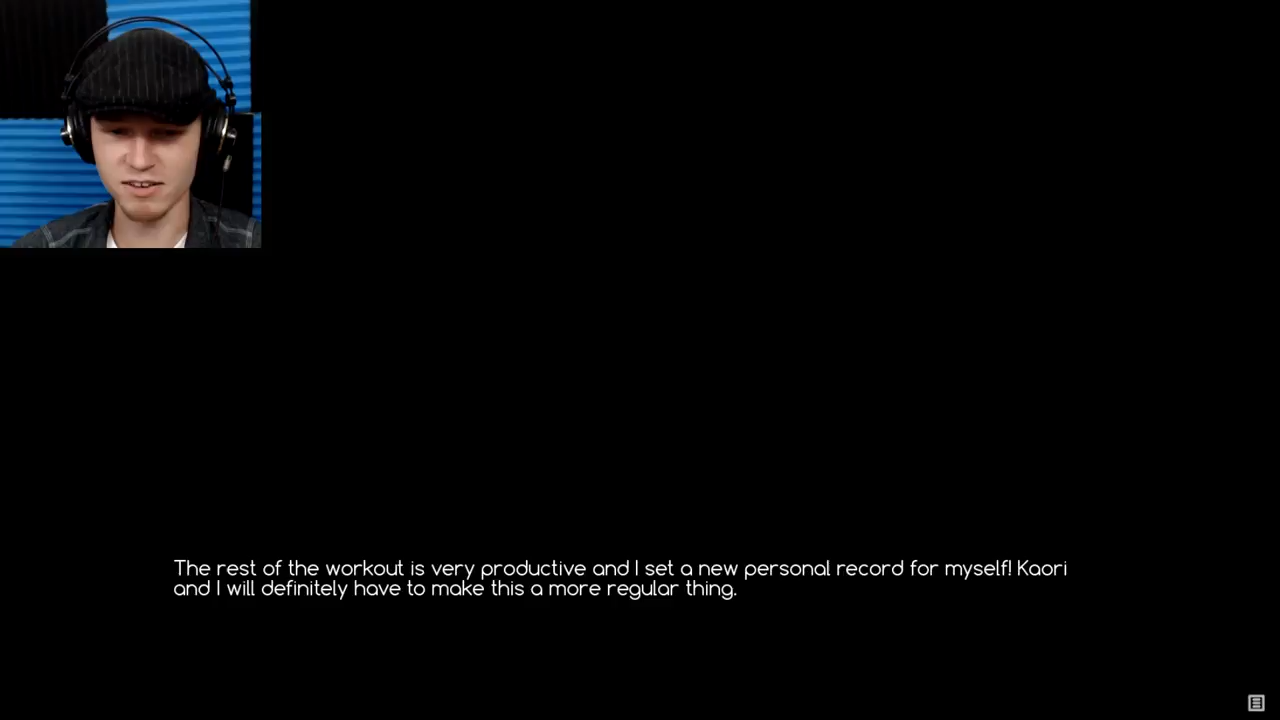 The rest of the workout is very productive and I set a new personal record for myself! Kaori
and I will definitely have to make this a more regular thing.